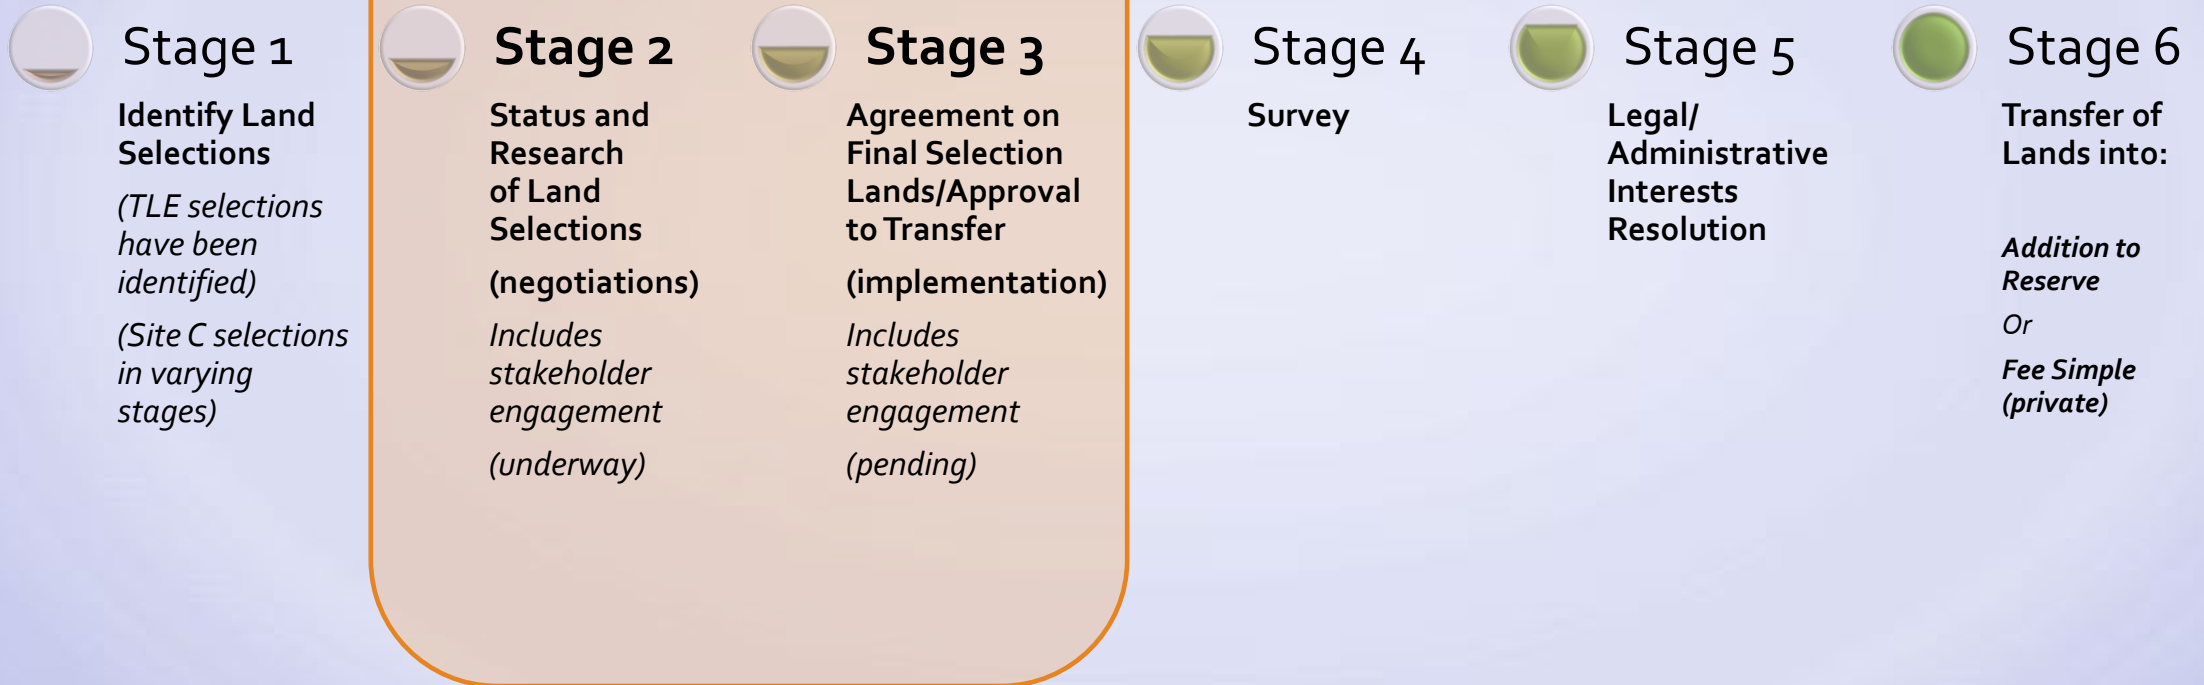 Stage 1
Identify Land
Selections
(TLE selections
have been
identified)
(Site C selections
in varying
stages)
Stage 2
Status and
Research
of Land
Selections
(negotiations)
Includes
stakeholder
engagement
(underway)
Stage 3
Agreement on
Final Selection
Lands/Approval
to Transfer
(implementation)
Includes
stakeholder
engagement
(pending)
Stage 4
Survey
Stage 5
Legal/
Administrative
Interests
Resolution
Stage 6
Transfer of
Lands into:
Addition to
Reserve
Or
Fee Simple
(private)